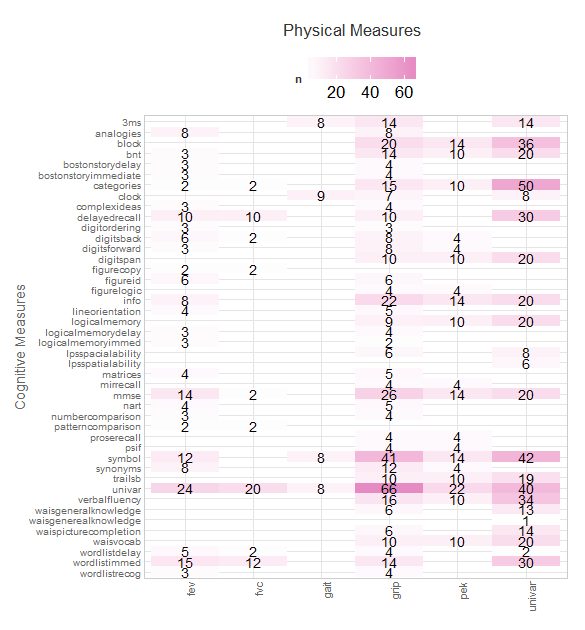 Physical Measures
n
20 40 60
Cognitive Measures
3ms 8 14 14
analogies 8 8
block 20 14 36
bnt 3 14 10 20
bostonstorydelay 3 4
bostonstoryimmediate 3 4
categories 2 2 15 10 50
clock 9 7 8
complexideas 3 4
delayedrecall 10 10 10 30
digitordering 3 3
digitsback 6 2 8 4
digitsforward 3 8 4
digitspan 10 10 20
figurecopy 2 2
figureid 6 6
figurelogic 4 4
info 8 22 14 20
lineorientation 4 5
logicalmemory 9 10 20
logicalmemorydelay 3 4
logicalmemoryimmed 3 2
lpsspacialability 6 8
lpsspatialability 6
matrices 4 5
mirrecall 4 4
mmse 14 2 26 14 20
nart 4 5
numbercomparison 3 4
patterncomparison 2 2
proserecall 4 4
psif 4 4
symbol 12 8 41 14 42
synonyms 8 12 4
trailsb 10 10 19
univar 24 20 8 66 22 40
verbalfluency 16 10 34
waisgeneralknowledge 6 13
waisgenerealknowledge 1
waispicturecompletion 6 14
waisvocab 10 10 20
wordlistdelay 5 2 4 2
wordlistimmed 15 12 14 30
wordlistrecog 3 4
fev fvc gait grip pek univar